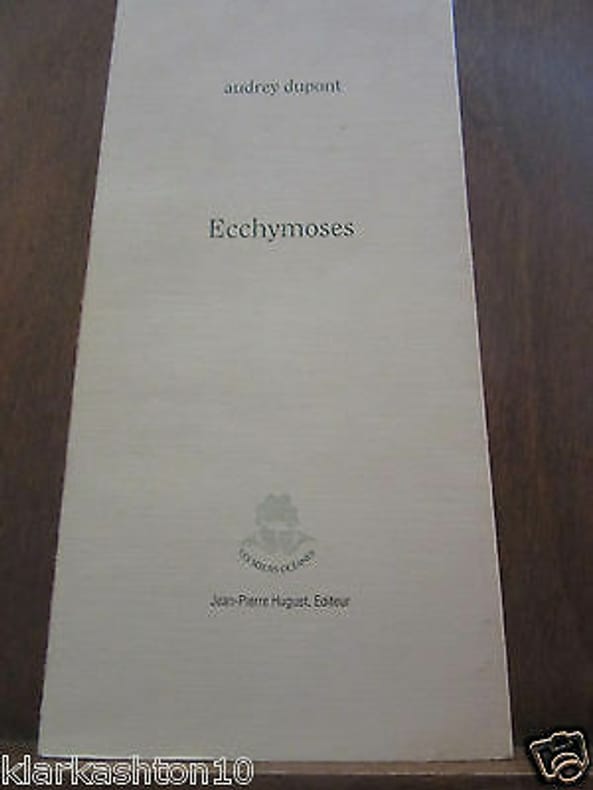 audrey dupont
Ecchymoses
Jean-Pierre Huguet, Editeur
klarkashton10